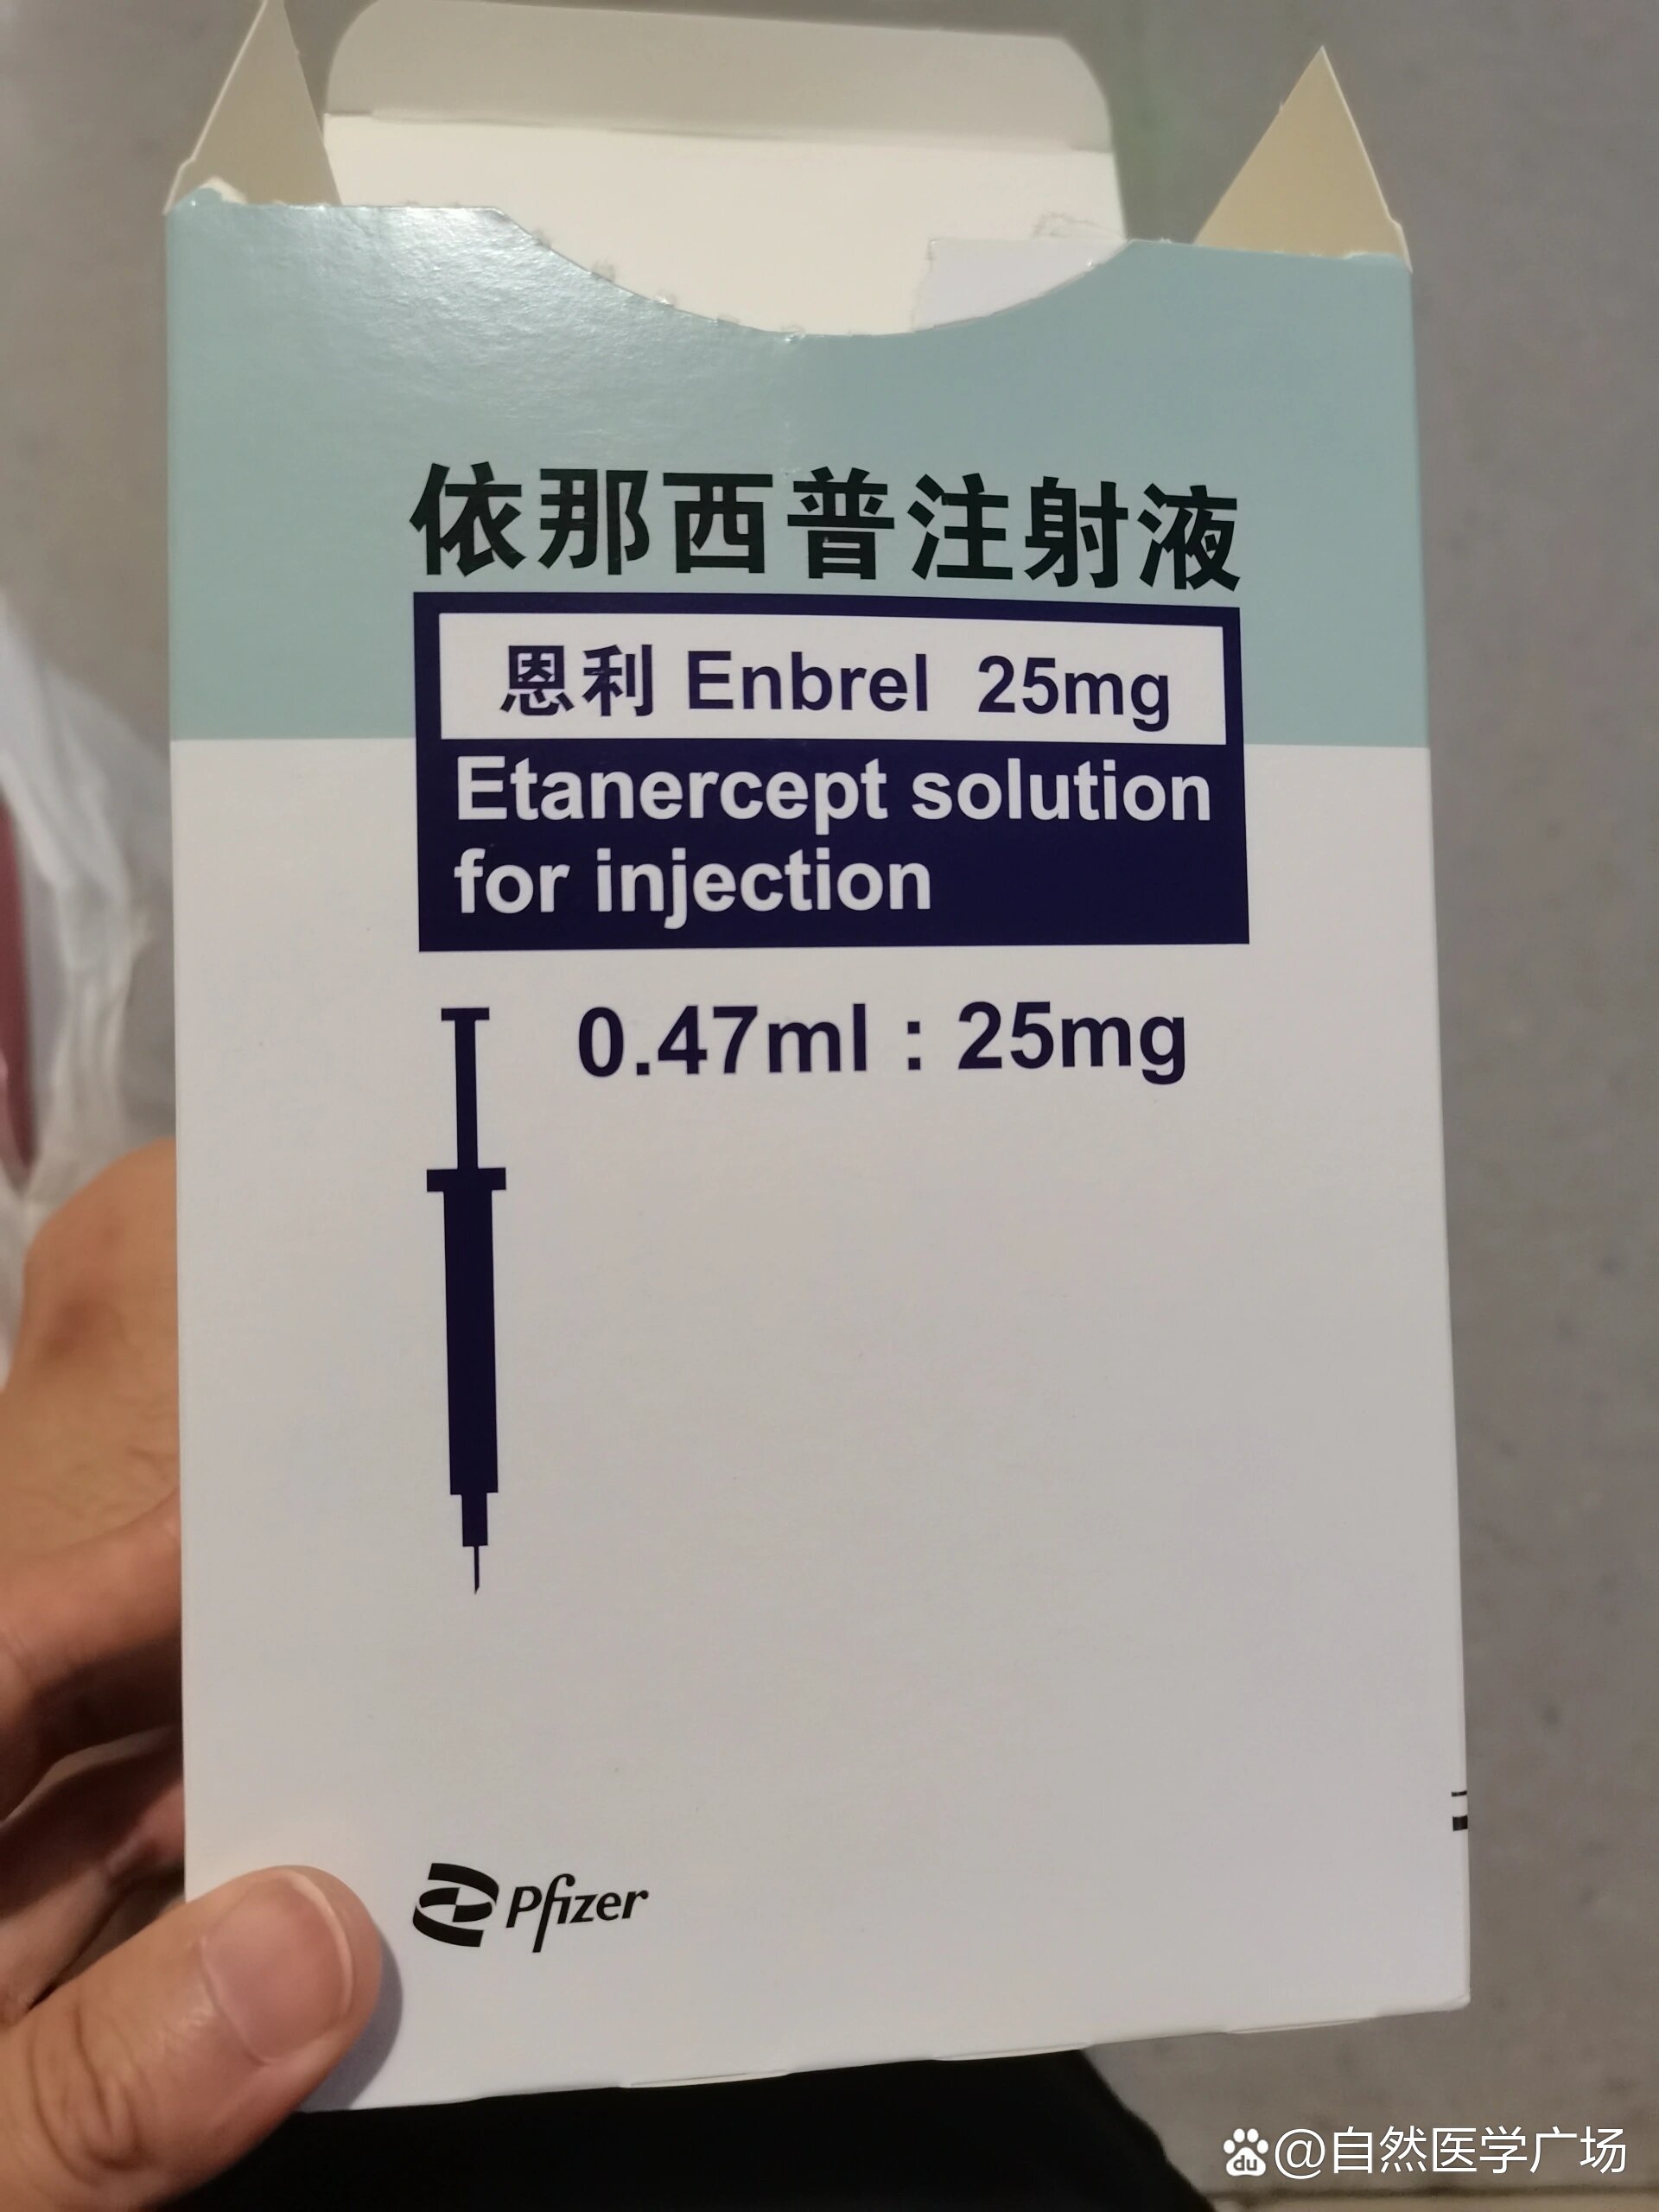 依那西普注射液
恩利 Enbrel 25mg
Etanercept solution
for injection
0.47ml : 25mg
Pfizer
du @自然医学广场